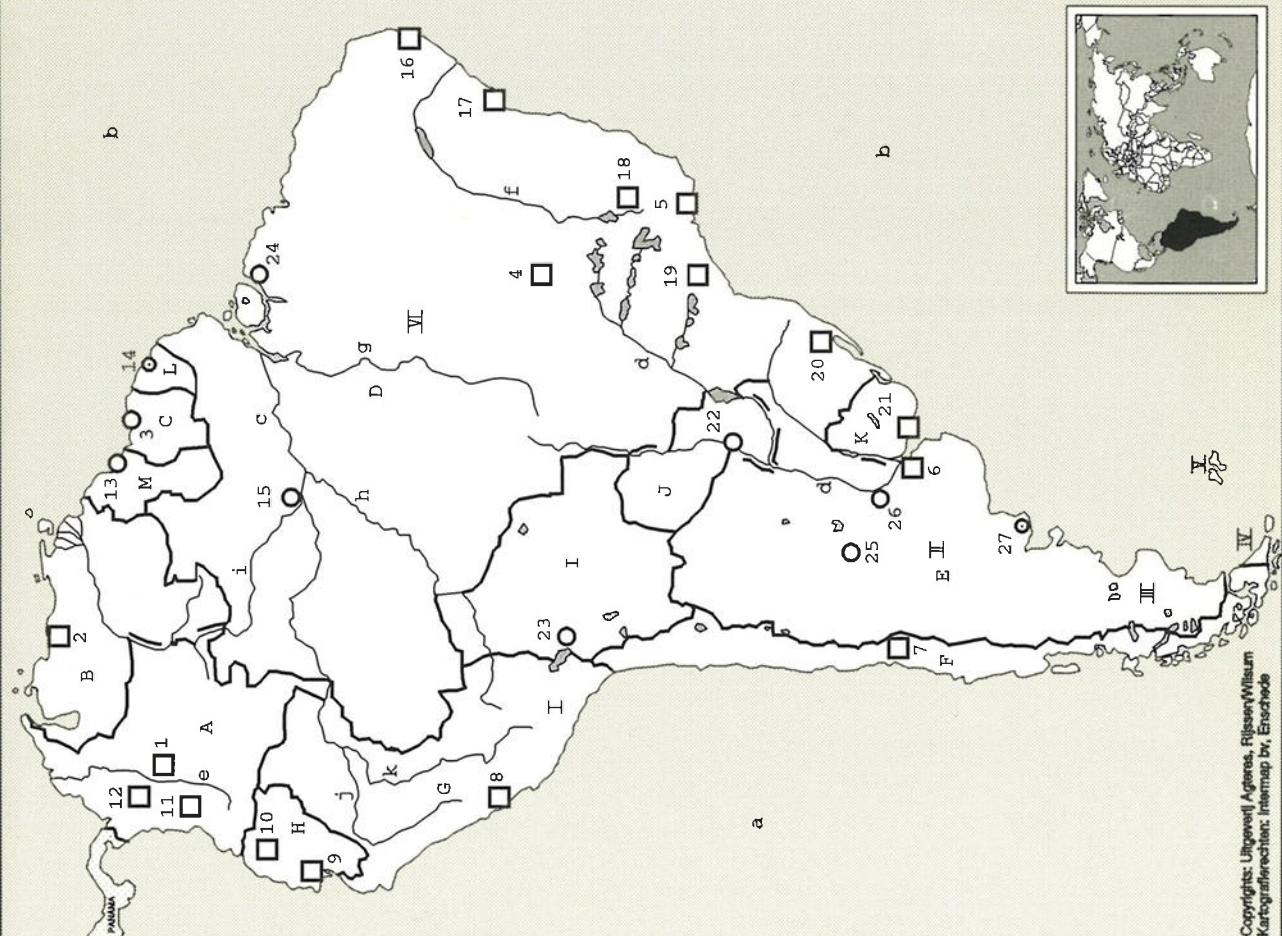 b
16
17
b
18
f
5
4
24
19
VI
g
D
d
14
L
3
C
c
20
21
K
22
6
13
M
15
h
J
d
26
25
27
V
i
I
E
II
III
IV
2
B
23
7
F
A
1
e
12
11
k
j
G
I
8
a
10
H
9
PANAMA
Copyrights: Uitgeverij Agteres, Rijssen/Wilsum
Kartografierechten: Intermap bv, Enschede